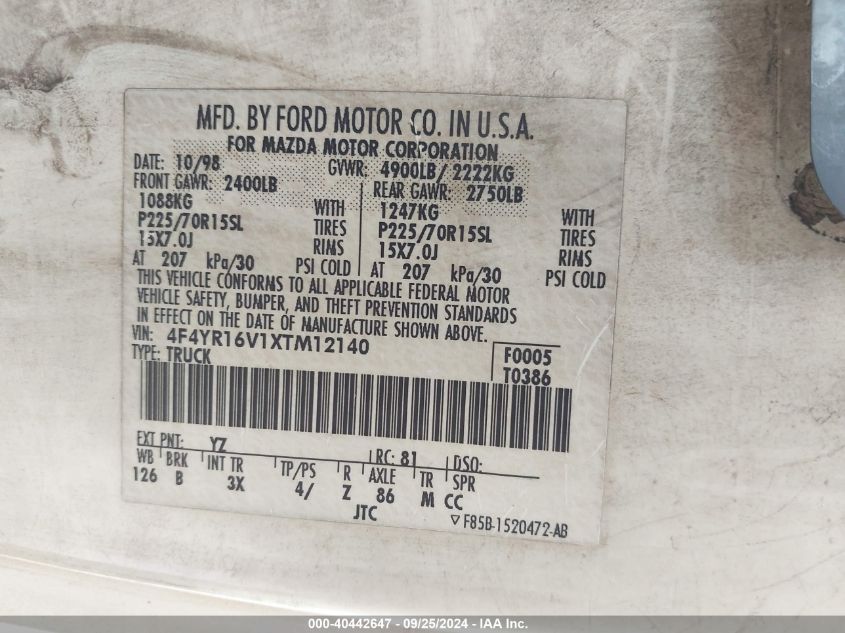 MFD. BY FORD MOTOR CO. IN U.S.A.
FOR MAZDA MOTOR CORPORATION
DATE: 10/98 GVWR: 4900LB/ 2222KG
FRONT GAWR: 2400LB REAR GAWR: 2750LB
1088KG WITH 1247KG WITH
P225/70R15SL TIRES P225/70R15SL TIRES
15X7.0J RIMS 15X7.0J RIMS
AT 207 kPa/30 PSI COLD AT 207 kPa/30 PSI COLD
THIS VEHICLE CONFORMS TO ALL APPLICABLE FEDERAL MOTOR
VEHICLE SAFETY, BUMPER, AND THEFT PREVENTION STANDARDS
IN EFFECT ON THE DATE OF MANUFACTURE SHOWN ABOVE.
VIN: 4F4YR16V1XTM12140 F0005
TYPE: TRUCK T0386
EXT PNT: YZ RC: 81 DSO:
WB BRK INT TR TP/PS R AXLE TR SPR
126 B 3X 4/ Z 86 M CC
JTC F85B-1520472-AB
000-40442647 - 09/25/2024 - IAA Inc.